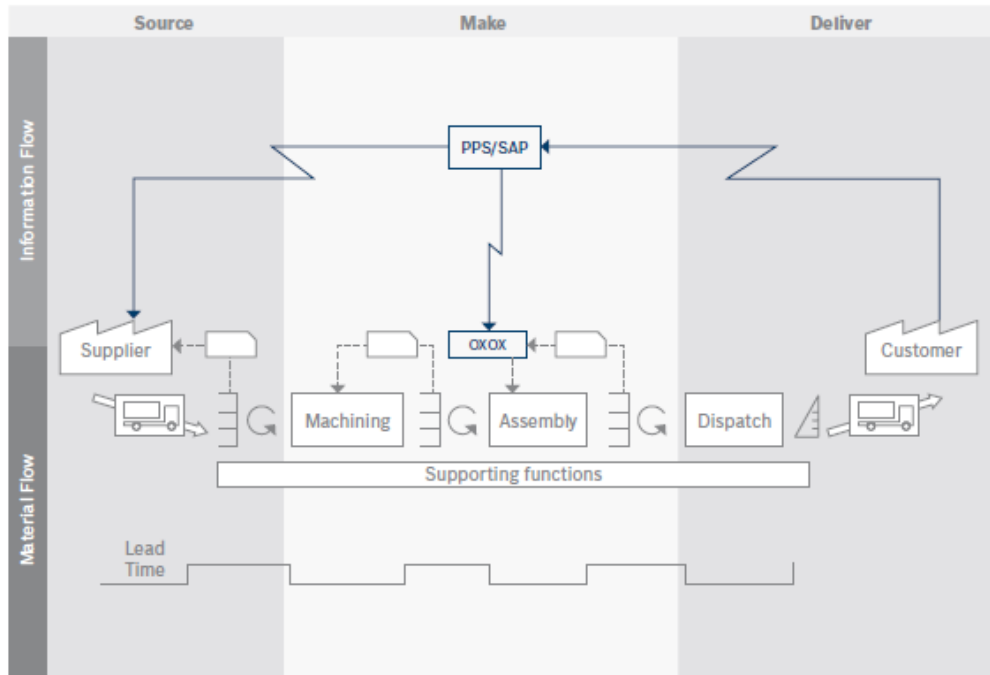 Source
Make
Deliver
Information Flow
PPS/SAP
Supplier
OXOX
Customer
Material Flow
Machining
Assembly
Dispatch
Supporting functions
Lead
Time